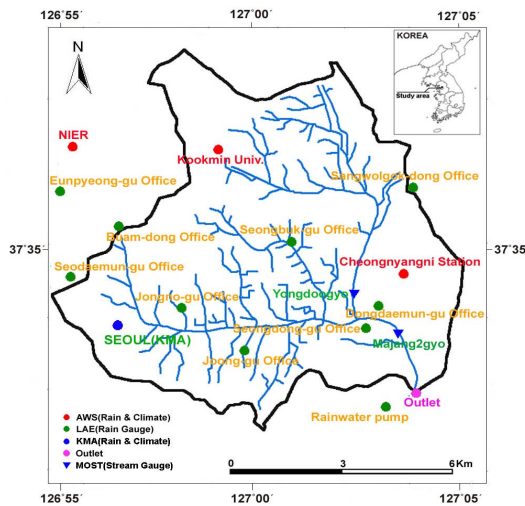 126°55 127°00 127°05
N
KOREA
Study area
NIER
Kookmin Univ.
Eunpyeong-gu Office
Sangwolgok-dong Office
Buam-dong Office
Seongbuk-gu Office
37°35 37°35
Cheongnyangni Station
Seodaemun-gu Office
Yongdoogyo
Jongno-gu Office
Dongdaemun-gu Office
Seongdong-gu Office
SEOUL(KMA)
Majang2gyo
Joong-gu Office
Outlet
Rainwater pump
AWS(Rain & Climate)
LAE(Rain Gauge)
KMA(Rain & Climate)
Outlet
MOST(Stream Gauge)
0 3 6 Km
126°55 127°00 127°05